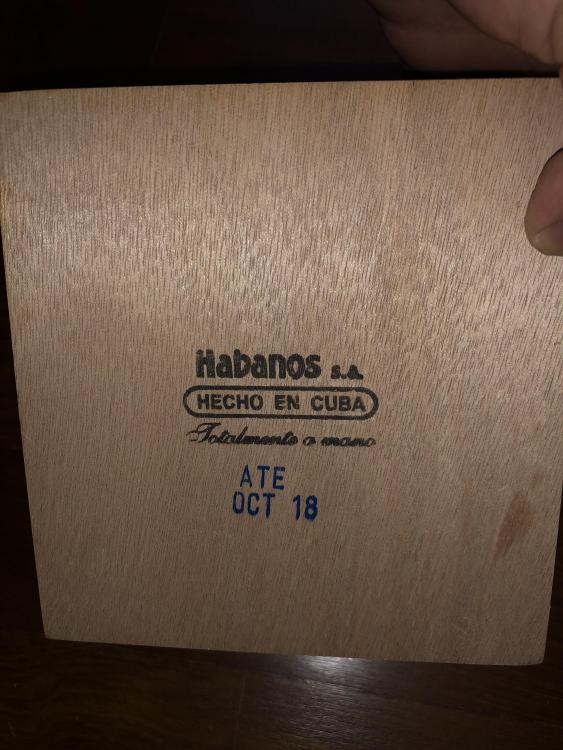 Habanos s.a.
HECHO EN CUBA
Totalmente a mano
ATE
OCT 18